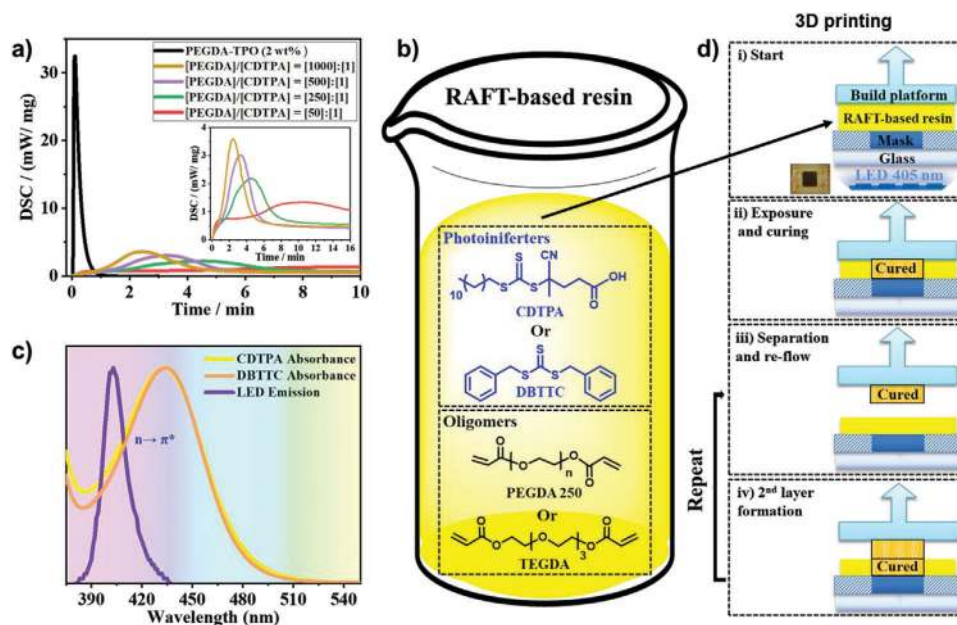 a)
DSC / (mW/ mg)
30
20
10
0
0
2
4
6
8
10
Time / min
PEGDA-TPO (2 wt% )
[PEGDA]/[CDTPA] = [1000]:[1]
[PEGDA]/[CDTPA] = [500]:[1]
[PEGDA]/[CDTPA] = [250]:[1]
[PEGDA]/[CDTPA] = [50]:[1]
DSC / (mW/ mg)
4
3
2
1
0
0
2
4
6
8
10
12
14
16
Time / min
b)
RAFT-based resin
Photoiniferters
10
S
S
S
CN
O
OH
CDTPA
Or
S
S
S
DBTTC
Oligomers
O
O
n
O
O
PEGDA 250
Or
O
O
O
3
O
O
TEGDA
c)
CDTPA Absorbance
DBTTC Absorbance
LED Emission
n→ π*
390
420
450
480
510
540
Wavelength (nm)
3D printing
d)
i) Start
Build platform
RAFT-based resin
Mask
Glass
LED 405 nm
ii) Exposure
and curing
Cured
iii) Separation
and re-flow
Cured
Repeat
iv) 2nd layer
formation
Cured